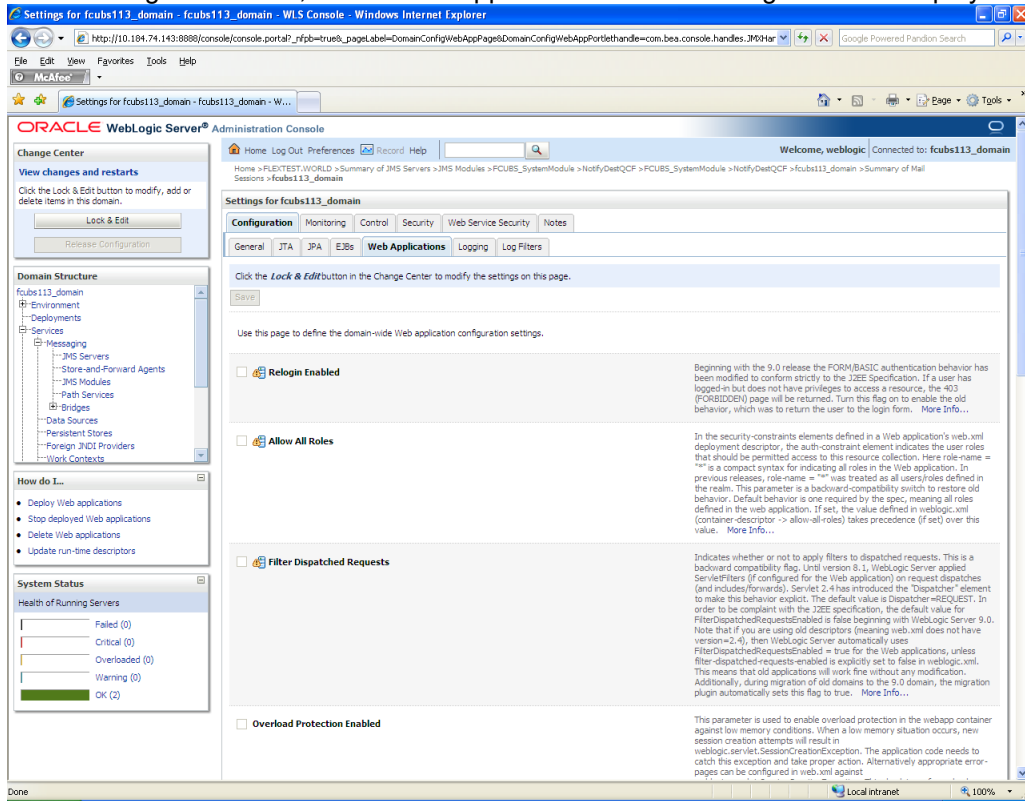 Settings for fcubs113_domain - fcubs113_domain - WLS Console - Windows Internet Explorer
http://10.184.74.143:8888/console/console.portal?_nfpb=true&_pageLabel=DomainConfigWebAppPage&DomainConfigWebAppPortlethandle=com.bea.console.handles.JMXHar
Google Powered Pandion Search
File Edit View Favorites Tools Help
McAfee
Settings for fcubs113_domain - fcubs113_domain - W...
Page Tools
ORACLE WebLogic Server® Administration Console
Change Center
View changes and restarts
Click the Lock & Edit button to modify, add or
delete items in this domain.
Lock & Edit
Release Configuration
Domain Structure
fcubs113_domain
Environment
Deployments
Services
Messaging
JMS Servers
Store-and-Forward Agents
JMS Modules
Path Services
Bridges
Data Sources
Persistent Stores
Foreign JNDI Providers
Work Contexts
How do I...
Deploy Web applications
Stop deployed Web applications
Delete Web applications
Update run-time descriptors
System Status
Health of Running Servers
Failed (0)
Critical (0)
Overloaded (0)
Warning (0)
OK (2)
Home Log Out Preferences Record Help
Welcome, weblogic Connected to: fcubs113_domain
Home >FLEXTEST.WORLD >Summary of JMS Servers >JMS Modules >FCUBS_SystemModule >NotifyDestQCF >FCUBS_SystemModule >NotifyDestQCF >fcubs113_domain >Summary of Mail
Sessions >fcubs113_domain
Settings for fcubs113_domain
Configuration Monitoring Control Security Web Service Security Notes
General JTA JPA EJBs Web Applications Logging Log Filters
Click the Lock & Edit button in the Change Center to modify the settings on this page.
Save
Use this page to define the domain-wide Web application configuration settings.
Relogin Enabled
Beginning with the 9.0 release the FORM/BASIC authentication behavior has
been modified to conform strictly to the J2EE Specification. If a user has
logged-in but does not have privileges to access a resource, the 403
(FORBIDDEN) page will be returned. Turn this flag on to enable the old
behavior, which was to return the user to the login form. More Info...
Allow All Roles
In the security-constraints elements defined in a Web application's web.xml
deployment descriptor, the auth-constraint element indicates the user roles
that should be permitted access to this resource collection. Here role-name =
"*" is a compact syntax for indicating all roles in the Web application. In
previous releases, role-name = "*" was treated as all users/roles defined in
the realm. This parameter is a backward-compatibility switch to restore old
behavior. Default behavior is one required by the spec, meaning all roles
defined in the web application. If set, the value defined in weblogic.xml
(container-descriptor -> allow-all-roles) takes precedence (if set) over this
value. More Info...
Filter Dispatched Requests
Indicates whether or not to apply filters to dispatched requests. This is a
backward compatibility flag. Until version 8.1, WebLogic Server applied
ServletFilters (if configured for the Web application) on request dispatches
(and includes/forwards). Servlet 2.4 has introduced the "Dispatcher" element
to make this behavior explicit. The default value is Dispatcher=REQUEST. In
order to be complaint with the J2EE specification, the default value for
FilterDispatchedRequestsEnabled is false beginning with WebLogic Server 9.0.
Note that if you are using old descriptors (meaning web.xml does not have
version=2.4), then WebLogic Server automatically uses
FilterDispatchedRequestsEnabled = true for the Web applications, unless
filter-dispatched-requests-enabled is explicitly set to false in weblogic.xml.
This means that old applications will work fine without any modification.
Additionally, during migration of old domains to the 9.0 domain, the migration
plugin automatically sets this flag to true. More Info...
Overload Protection Enabled
This parameter is used to enable overload protection in the webapp container
against low memory conditions. When a low memory situation occurs, new
session creation attempts will result in
weblogic.servlet.SessionCreationException. The application code needs to
catch this exception and take proper action. Alternatively appropriate error-
pages can be configured in web.xml against
Done
Local intranet
100%